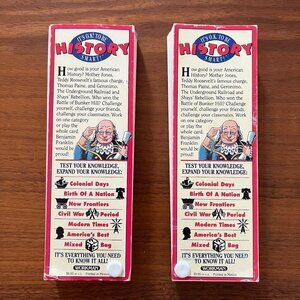 IT'S O.K. TO BE
HISTORY
SMART!
How good is your American
History? Mother Jones,
Teddy Roosevelt's famous charge,
Thomas Paine, and Geronimo.
The Underground Railroad and
Shays' Rebellion. Who won the
Battle of Bunker Hill? Challenge
yourself, challenge your friends,
challenge your classmates. Work
on one category
or play the
whole card.
Benjamin
Franklin
would be
proud!
TEST YOUR KNOWLEDGE,
EXPAND YOUR KNOWLEDGE:
Colonial Days
Birth Of A Nation
New Frontiers
Civil War Period
Modern Times
America's Best
Mixed Bag
IT'S EVERYTHING YOU NEED
TO KNOW IT ALL!
WORKMAN
IT'S O.K. TO BE
HISTORY
SMART!
How good is your American
History? Mother Jones,
Teddy Roosevelt's famous charge,
Thomas Paine, and Geronimo.
The Underground Railroad and
Shays' Rebellion. Who won the
Battle of Bunker Hill? Challenge
yourself, challenge your friends,
challenge your classmates. Work
on one category
or play the
whole card.
Benjamin
Franklin
would be
proud!
TEST YOUR KNOWLEDGE,
EXPAND YOUR KNOWLEDGE:
Colonial Days
Birth Of A Nation
New Frontiers
Civil War Period
Modern Times
America's Best
Mixed Bag
IT'S EVERYTHING YOU NEED
TO KNOW IT ALL!
WORKMAN